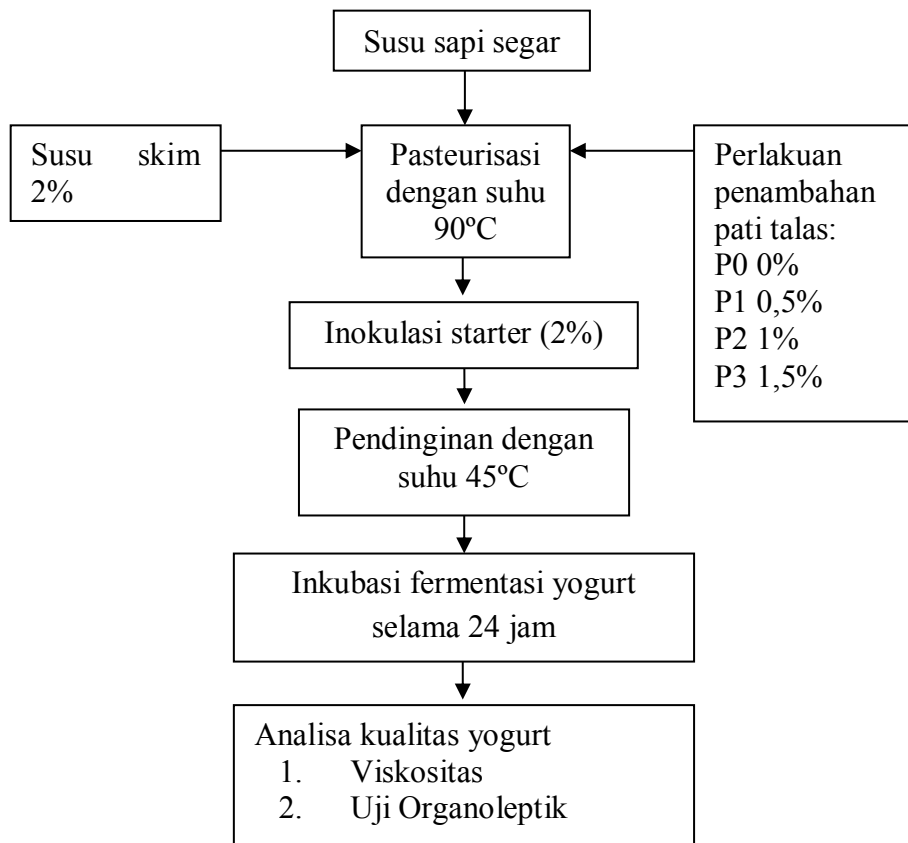 Susu sapi segar
Susu skim
2%
Pasteurisasi
dengan suhu
90ºC
Perlakuan
penambahan
pati talas:
P0 0%
P1 0,5%
P2 1%
P3 1,5%
Inokulasi starter (2%)
Pendinginan dengan
suhu 45ºC
Inkubasi fermentasi yogurt
selama 24 jam
Analisa kualitas yogurt
1. Viskositas
2. Uji Organoleptik